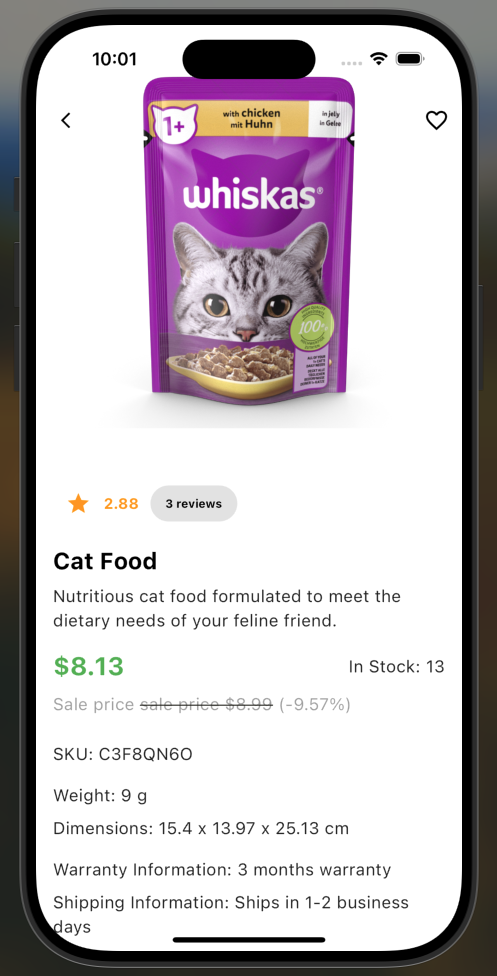 10:01
1+
with chicken
mit Huhn
in jely
in Gelee
whiskas®
100%
2.88
3 reviews
Cat Food
Nutritious cat food formulated to meet the
dietary needs of your feline friend.
$8.13
In Stock: 13
Sale price sale price $8.99 (-9.57%)
SKU: C3F8QN6O
Weight: 9 g
Dimensions: 15.4 x 13.97 x 25.13 cm
Warranty Information: 3 months warranty
Shipping Information: Ships in 1-2 business
days